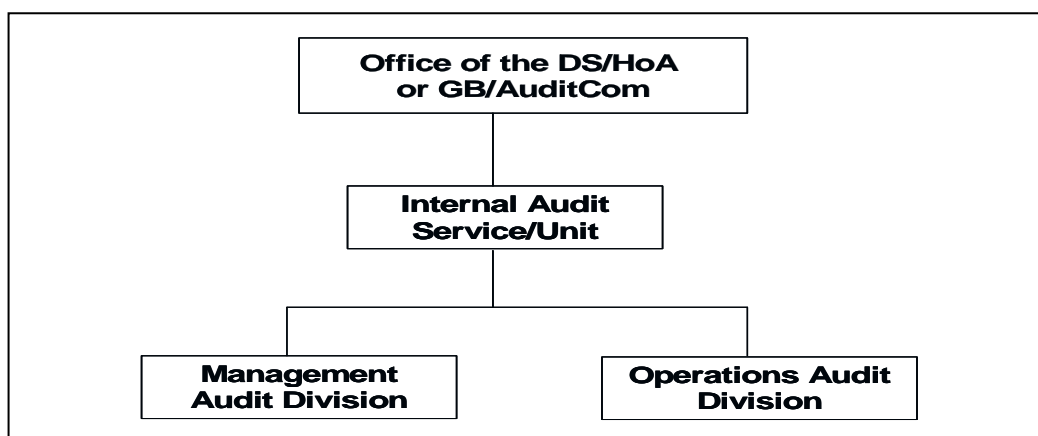 Office of the DS/HoA
or GB/AuditCom
Internal Audit
Service/Unit
Management
Audit Division
Operations Audit
Division